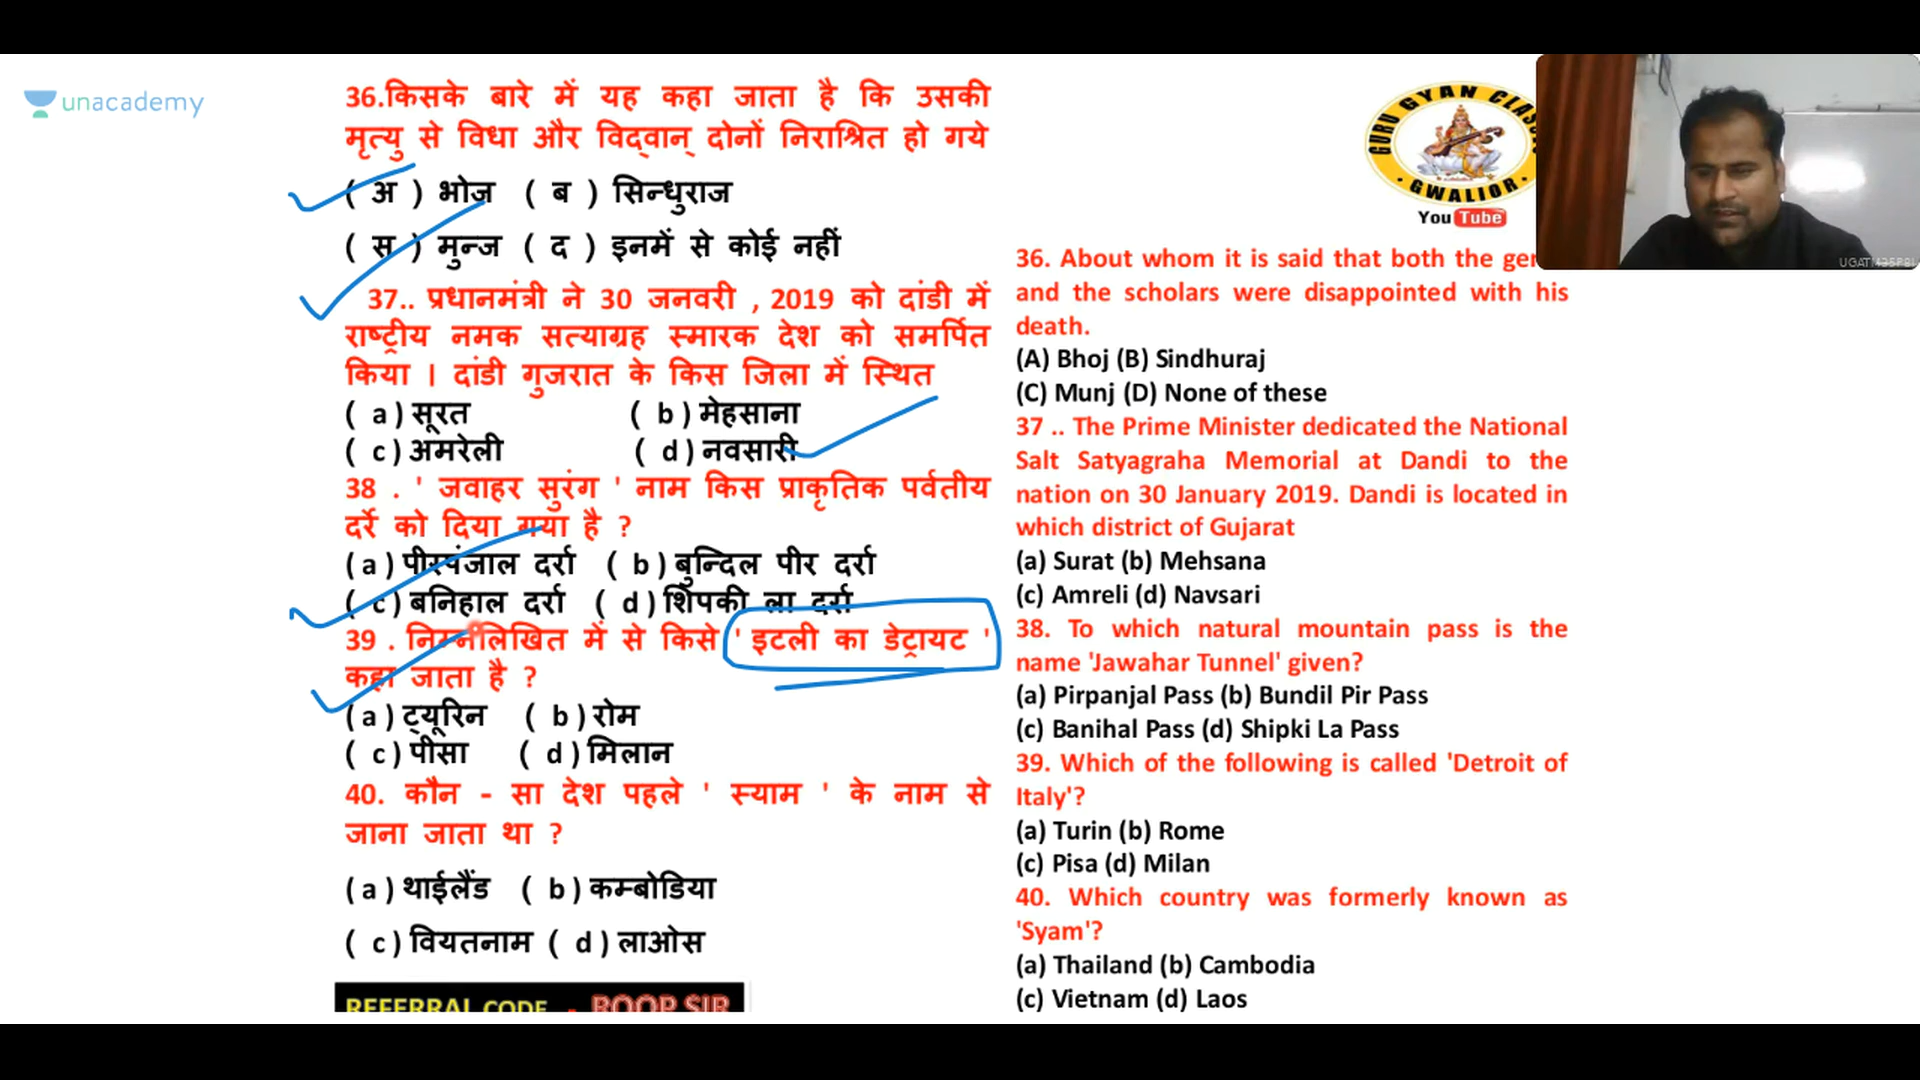 unacademy
36.किसके बारे में यह कहा जाता है कि उसकी
मृत्यु से विधा और विद्वान् दोनों निराश्रित हो गये
( अ ) भोज ( ब ) सिन्धुराज
( स ) मुन्ज ( द ) इनमें से कोई नहीं
37.. प्रधानमंत्री ने 30 जनवरी , 2019 को दांडी में
राष्ट्रीय नमक सत्याग्रह स्मारक देश को समर्पित
किया । दांडी गुजरात के किस जिला में स्थित
( a ) सूरत ( b ) मेहसाना
( c ) अमरेली ( d ) नवसारी
38 . ' जवाहर सुरंग ' नाम किस प्राकृतिक पर्वतीय
दर्रे को दिया गया है ?
( a ) पीरपंजाल दर्रा ( b ) बुन्दिल पीर दर्रा
( c ) बनिहाल दर्रा ( d ) शिपकी ला दर्रा
39 . निम्नलिखित में से किसे ' इटली का डेट्रायट '
कहा जाता है ?
( a ) ट्यूरिन ( b ) रोम
( c ) पीसा ( d ) मिलान
40. कौन - सा देश पहले ' स्याम ' के नाम से
जाना जाता था ?
( a ) थाईलैंड ( b ) कम्बोडिया
( c ) वियतनाम ( d ) लाओस
REFERRAL CODE - ROOP SIR
GURU GYAN
GWALIOR
You Tube
36. About whom it is said that both the
and the scholars were disappointed with his
death.
(A) Bhoj (B) Sindhuraj
(C) Munj (D) None of these
37 .. The Prime Minister dedicated the National
Salt Satyagraha Memorial at Dandi to the
nation on 30 January 2019. Dandi is located in
which district of Gujarat
(a) Surat (b) Mehsana
(c) Amreli (d) Navsari
38. To which natural mountain pass is the
name 'Jawahar Tunnel' given?
(a) Pirpanjal Pass (b) Bundil Pir Pass
(c) Banihal Pass (d) Shipki La Pass
39. Which of the following is called 'Detroit of
Italy'?
(a) Turin (b) Rome
(c) Pisa (d) Milan
40. Which country was formerly known as
'Syam'?
(a) Thailand (b) Cambodia
(c) Vietnam (d) Laos